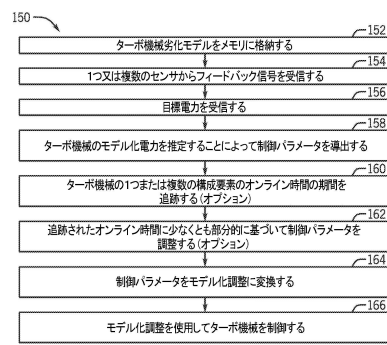 150
152
ターボ機械劣化モデルをメモリに格納する
154
1つ又は複数のセンサからフィードバック信号を受信する
156
目標電力を受信する
158
ターボ機械のモデル化電力を推定することによって制御パラメータを導出する
160
ターボ機械の1つまたは複数の構成要素のオンライン時間の期間を
追跡する(オプション)
162
追跡されたオンライン時間に少なくとも部分的に基づいて制御パラメータを
調整する(オプション)
164
制御パラメータをモデル化調整に変換する
166
モデル化調整を使用してターボ機械を制御する